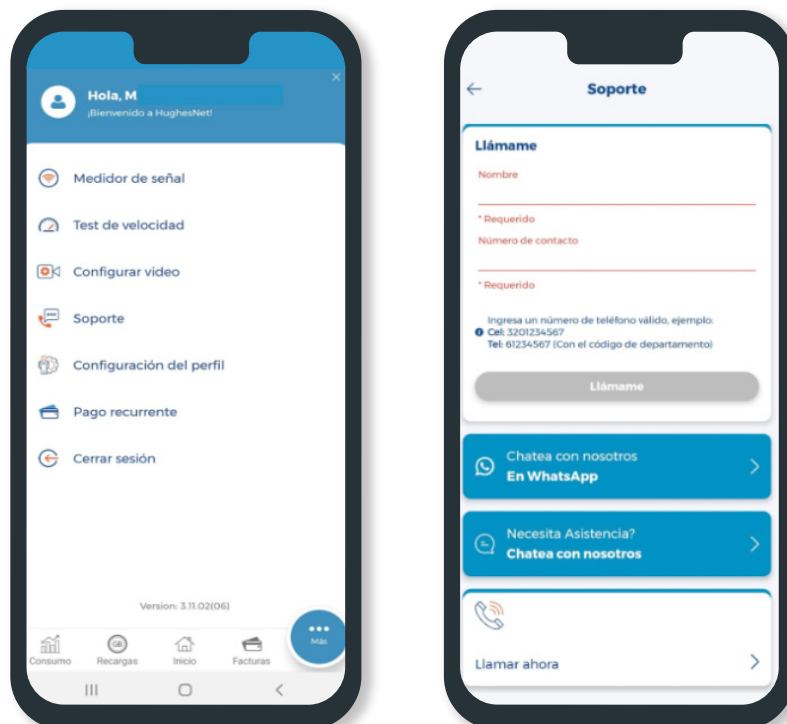 Hola, M
¡Bienvenido a HughesNet!
Medidor de señal
Test de velocidad
Configurar video
Soporte
Configuración del perfil
Pago recurrente
Cerrar sesión
Version: 3.11.02(06)
Consumo
GB
Recargas
Inicio
Facturas
Más
Soporte
Llámame
Nombre
* Requerido
Número de contacto
* Requerido
Ingresa un número de teléfono válido, ejemplo:
Cel: 3201234567
Tel: 61234567 (Con el código de departamento)
Llámame
Chatea con nosotros
En WhatsApp
Necesita Asistencia?
Chatea con nosotros
Llamar ahora